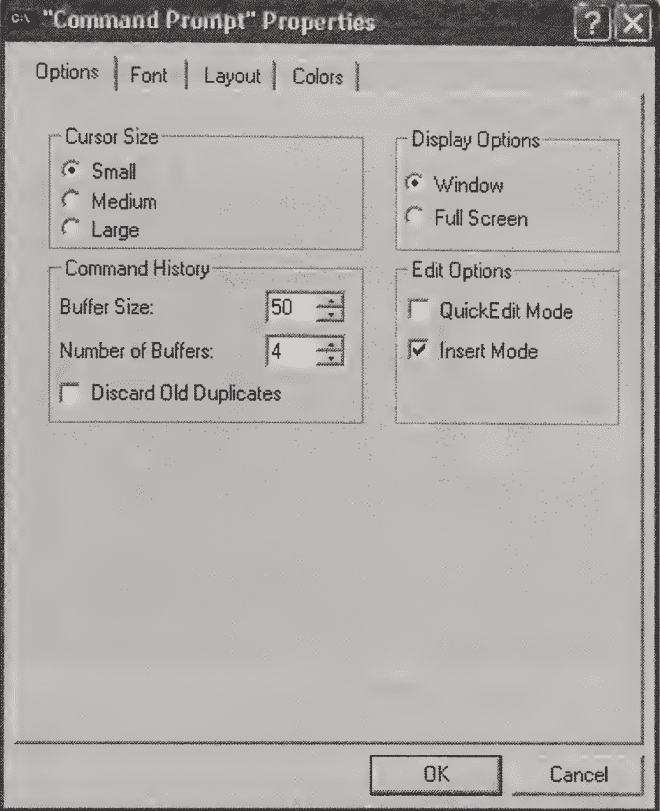 C:\ "Command Prompt" Properties
Options Font Layout Colors
Cursor Size
Small
Medium
Large
Display Options
Window
Full Screen
Command History
Buffer Size: 50
Number of Buffers: 4
Discard Old Duplicates
Edit Options
QuickEdit Mode
Insert Mode
OK Cancel